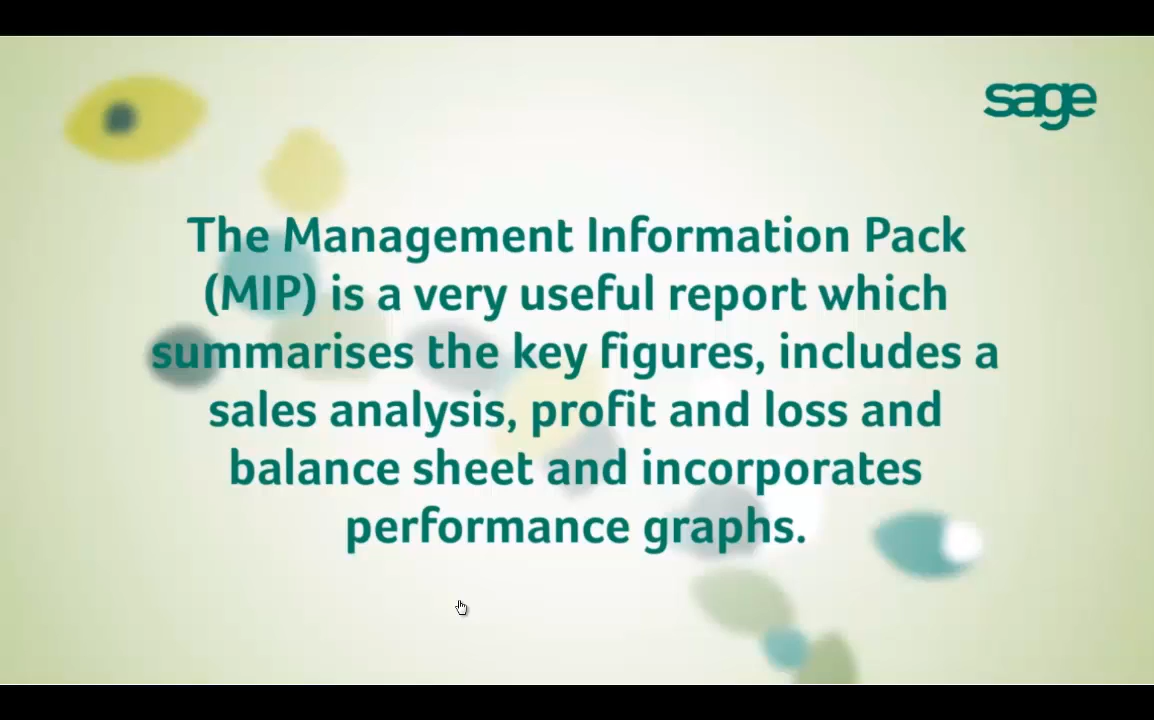 sage
The Management Information Pack
(MIP) is a very useful report which
summarises the key figures, includes a
sales analysis, profit and loss and
balance sheet and incorporates
performance graphs.